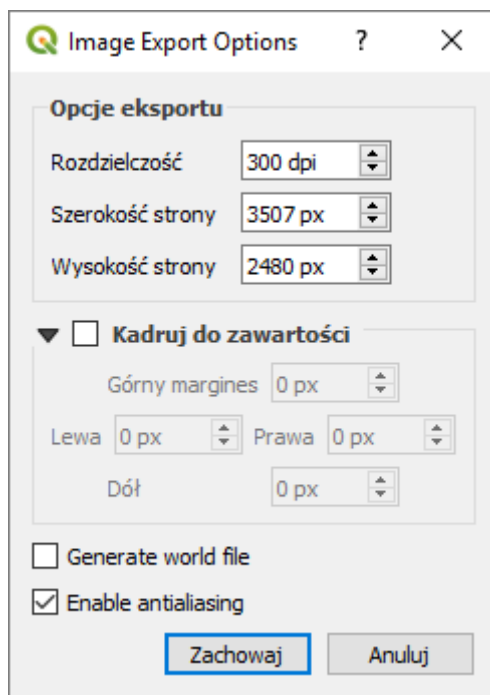 Image Export Options ?
Opcje eksportu
Rozdzielczość 300 dpi
Szerokość strony 3507 px
Wysokość strony 2480 px
Kadruj do zawartości
Górny margines 0 px
Lewa 0 px Prawa 0 px
Dół 0 px
Generate world file
Enable antialiasing
Zachowaj Anuluj